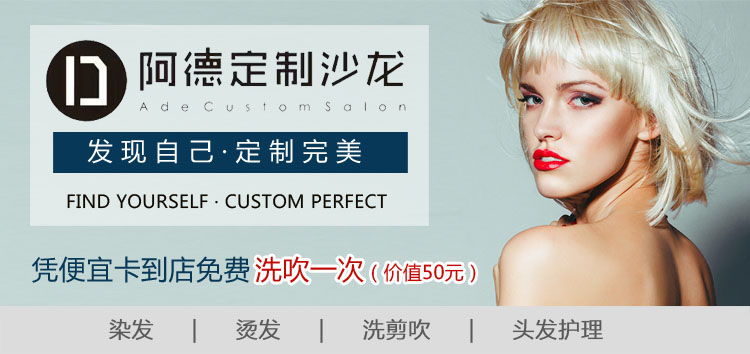 阿德定制沙龙
AdeCustomSalon
发现自己·定制完美
FIND YOURSELF · CUSTOM PERFECT
凭便宜卡到店免费 洗吹一次（价值50元）
染发 | 烫发 | 洗剪吹 | 头发护理